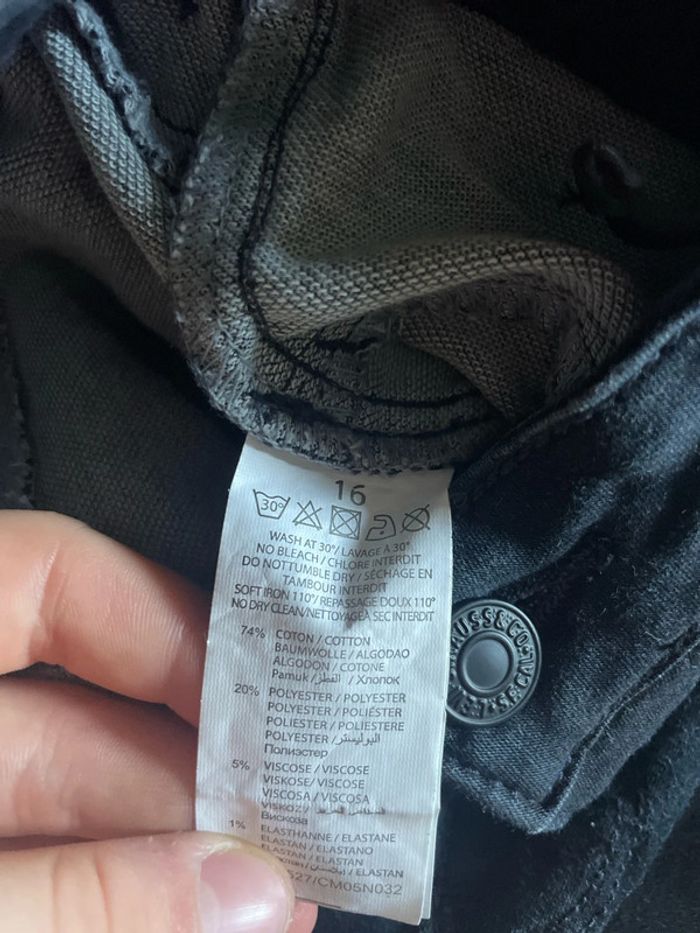 16
30°
WASH AT 30°/LAVAGE A 30°
NO BLEACH / CHLORE INTERDIT
DO NOTTUMBLE DRY / SÉCHAGE EN
TAMBOUR INTERDIT
SOFT IRON 110°/REPASSAGE DOUX 110°
NO DRY CLEAN/NETTOYAGE A SEC INTERDIT
74% COTON / COTTON
BAUMWOLLE / ALGODAO
ALGODON / COTONE
Pamuk / القطن / Хлопок
20% POLYESTER / POLYESTER
POLYESTER / POLIÉSTER
POLIESTER / POLIESTERE
POLYESTER / البوليستر
Полиэстер
5% VISCOSE / VISCOSE
VISKOSE/ VISCOSE
VISCOSA / VISCOSA
Вискоза
1% ELASTHANNE / ELASTANE
ELASTAN / ELASTANO
ELASTAN / ELASTAN
/ ELASTAN
527/CM05N032